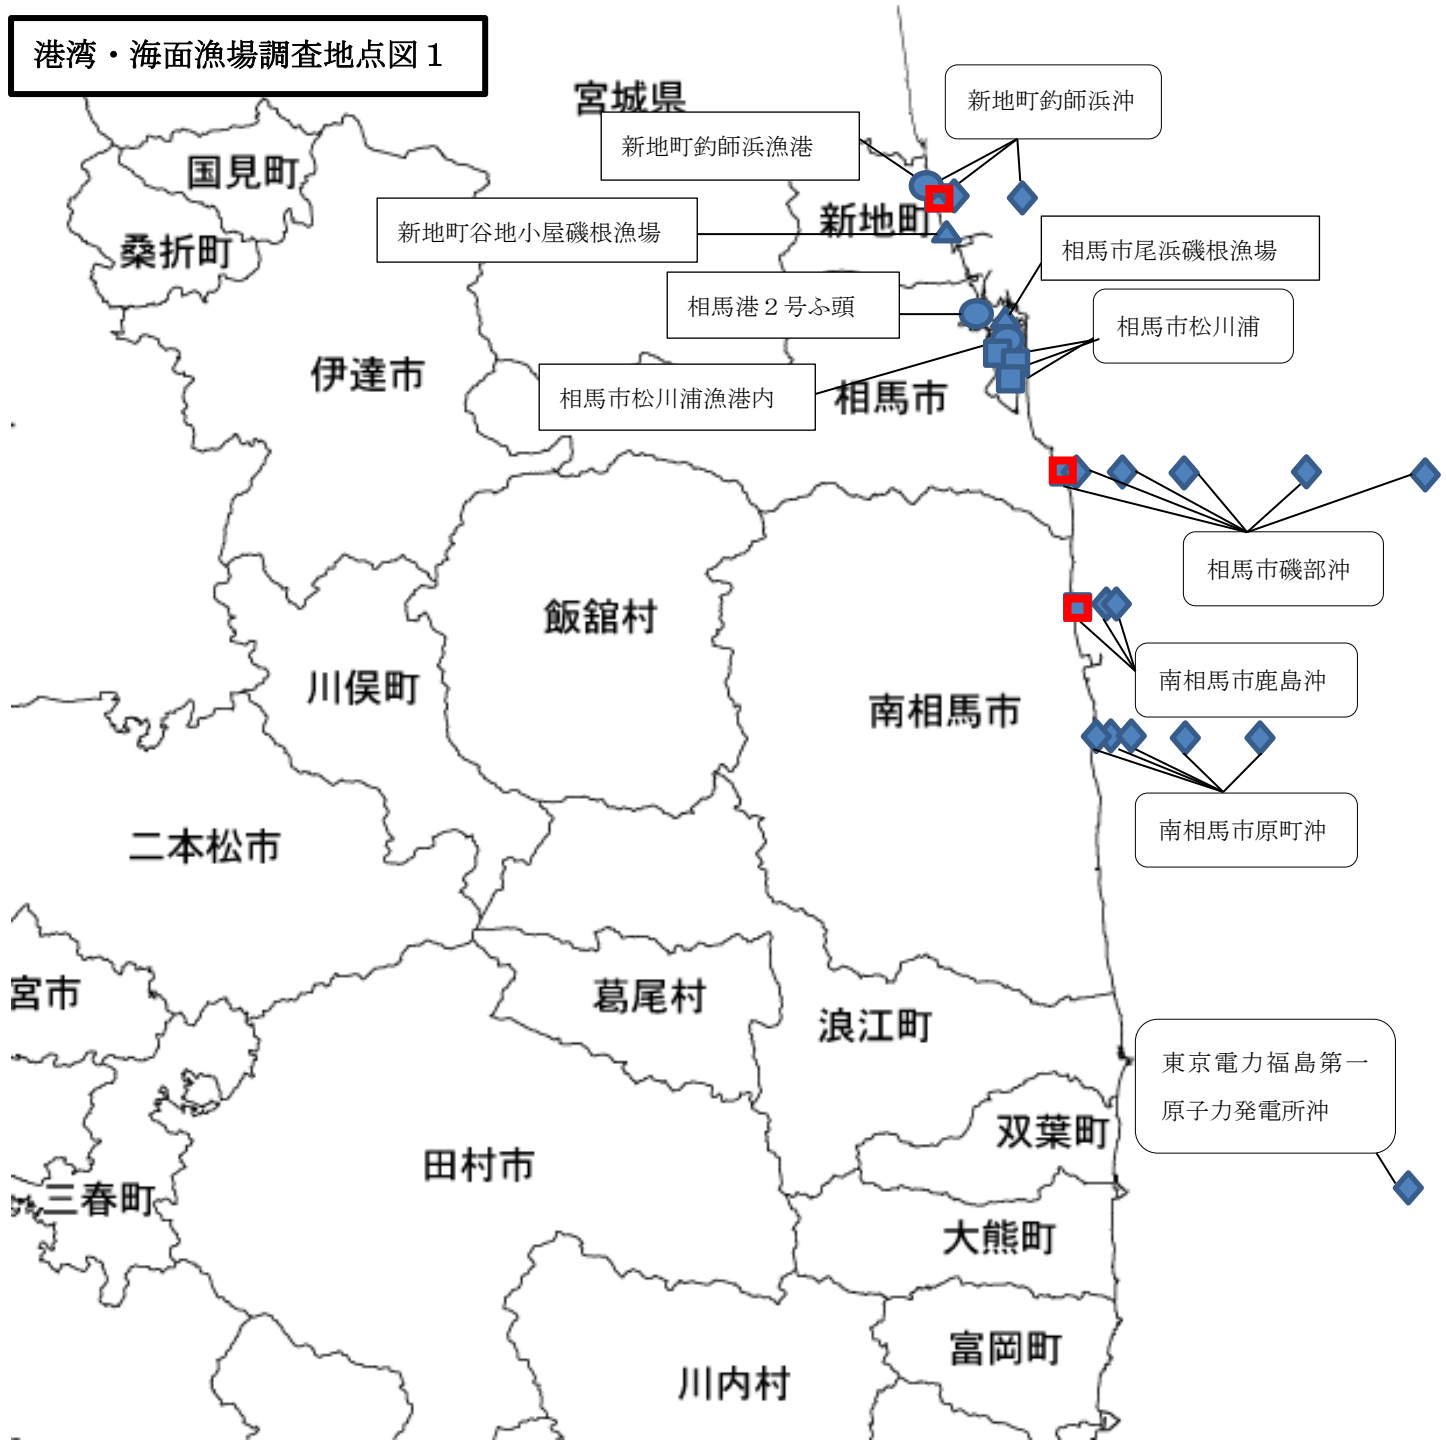 港湾・海面漁場調査地点図１
宮城県
新地町釣師浜沖
新地町釣師浜漁港
国見町
新地町
新地町谷地小屋磯根漁場
桑折町
相馬市尾浜磯根漁場
相馬港２号ふ頭
相馬市松川浦
伊達市
相馬市松川浦漁港内
相馬市
相馬市磯部沖
飯舘村
川俣町
南相馬市鹿島沖
南相馬市
南相馬市原町沖
二本松市
宮市
葛尾村
浪江町
東京電力福島第一
原子力発電所沖
双葉町
田村市
三春町
大熊町
富岡町
川内村